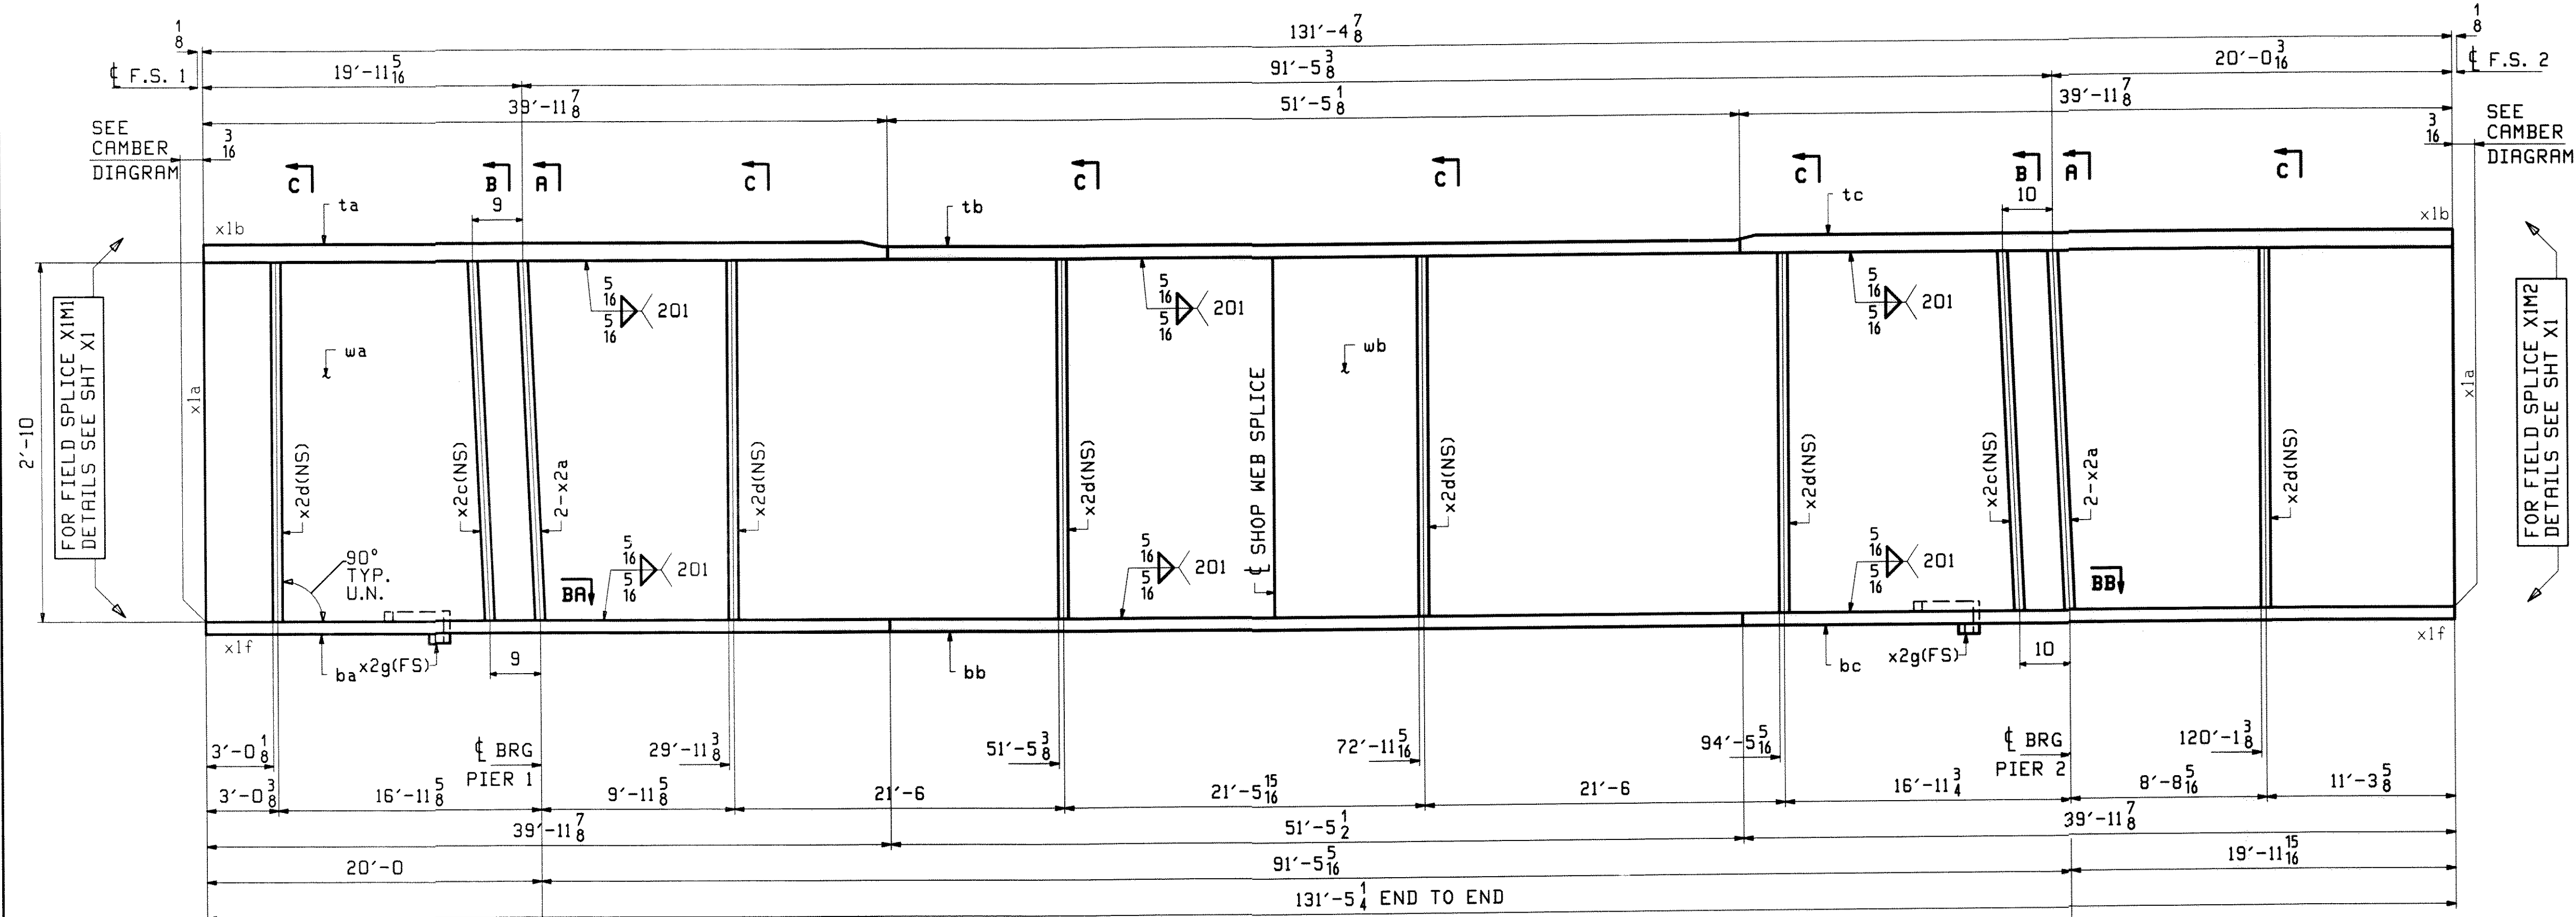 1/8 131′-4 7/8 1/8
℄ F.S. 1 19′-11 5/16 91′-5 3/8 20′-0 3/16 ℄ F.S. 2
39′-11 7/8 51′-5 1/8 39′-11 7/8
SEE
CAMBER
DIAGRAM
3/16
3/16
SEE
CAMBER
DIAGRAM
C B A C C C C B A C
9 10
ta tb tc
x1b x1b
5/16
5/16
201
5/16
5/16
201
5/16
5/16
201
wa wb
2′-10
FOR FIELD SPLICE X1M1
DETAILS SEE SHT X1
x1a
x2d(NS)
x2c(NS)
2-x2a
x2d(NS)
x2d(NS)
℄ SHOP WEB SPLICE
x2d(NS)
x2d(NS)
x2c(NS)
2-x2a
x2d(NS)
x1a
FOR FIELD SPLICE X1M2
DETAILS SEE SHT X1
90°
TYP.
U.N.
5/16
5/16
201
BA
5/16
5/16
201
5/16
5/16
201
BB
x1f x1f
ba x2g(FS) 9 bb x2g(FS) bc 10
3′-0 1/8
℄ BRG
PIER 1
29′-11 3/8 51′-5 3/8 72′-11 5/16 94′-5 5/16
℄ BRG
PIER 2
120′-1 3/8
3′-0 3/8 16′-11 5/8 9′-11 5/8 21′-6 21′-5 15/16 21′-6 16′-11 3/4 8′-8 5/16 11′-3 5/8
39′-11 7/8 51′-5 1/2 39′-11 7/8
20′-0 91′-5 5/16 19′-11 15/16
131′-5 1/4 END TO END